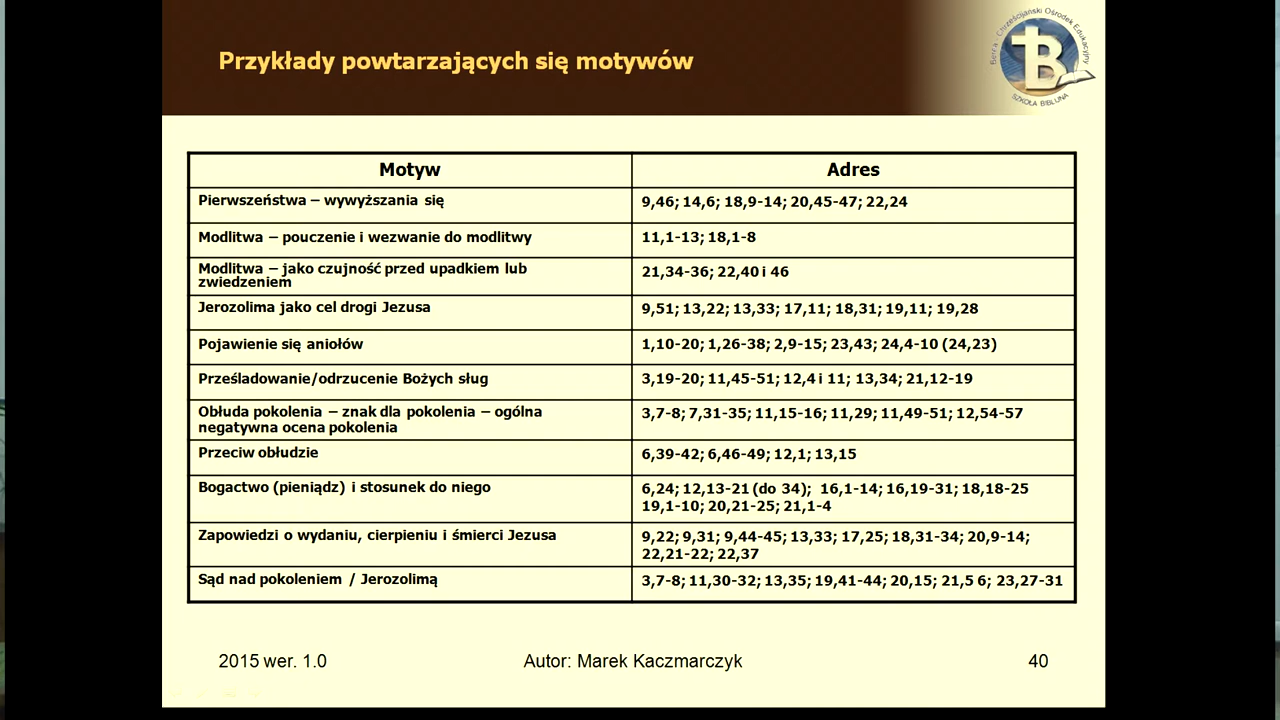 Przykłady powtarzających się motywów
Berea - Chrześcijański Ośrodek Edukacyjny
SZKOŁA BIBLIJNA
Motyw Adres
Pierwszeństwa – wywyższania się 9,46; 14,6; 18,9-14; 20,45-47; 22,24
Modlitwa – pouczenie i wezwanie do modlitwy 11,1-13; 18,1-8
Modlitwa – jako czujność przed upadkiem lub
zwiedzeniem 21,34-36; 22,40 i 46
Jerozolima jako cel drogi Jezusa 9,51; 13,22; 13,33; 17,11; 18,31; 19,11; 19,28
Pojawienie się aniołów 1,10-20; 1,26-38; 2,9-15; 23,43; 24,4-10 (24,23)
Prześladowanie/odrzucenie Bożych sług 3,19-20; 11,45-51; 12,4 i 11; 13,34; 21,12-19
Obłuda pokolenia – znak dla pokolenia – ogólna
negatywna ocena pokolenia 3,7-8; 7,31-35; 11,15-16; 11,29; 11,49-51; 12,54-57
Przeciw obłudzie 6,39-42; 6,46-49; 12,1; 13,15
Bogactwo (pieniądz) i stosunek do niego 6,24; 12,13-21 (do 34); 16,1-14; 16,19-31; 18,18-25
19,1-10; 20,21-25; 21,1-4
Zapowiedzi o wydaniu, cierpieniu i śmierci Jezusa 9,22; 9,31; 9,44-45; 13,33; 17,25; 18,31-34; 20,9-14;
22,21-22; 22,37
Sąd nad pokoleniem / Jerozolimą 3,7-8; 11,30-32; 13,35; 19,41-44; 20,15; 21,5 6; 23,27-31
2015 wer. 1.0 Autor: Marek Kaczmarczyk 40